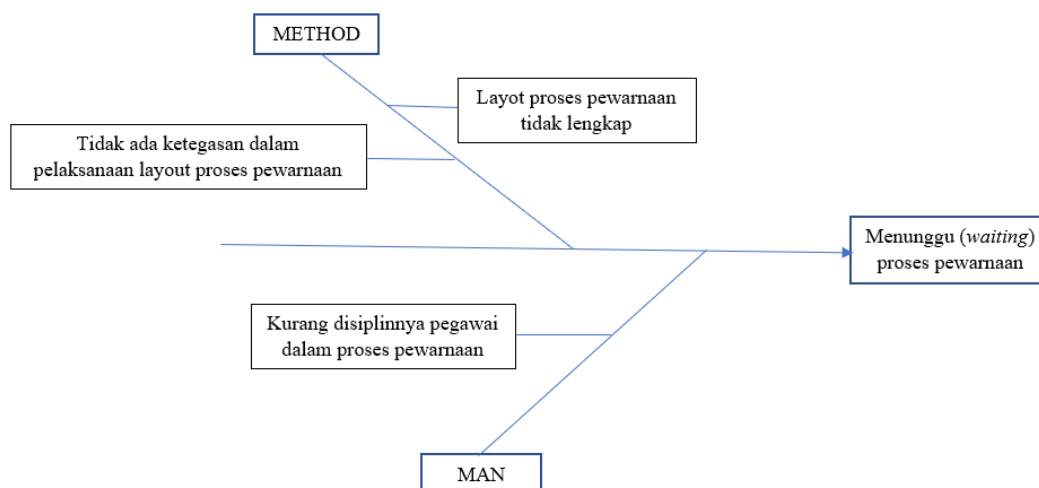 METHOD
Layot proses pewarnaan
tidak lengkap
Tidak ada ketegasan dalam
pelaksanaan layout proses pewarnaan
Menunggu (waiting)
proses pewarnaan
Kurang disiplinnya pegawai
dalam proses pewarnaan
MAN